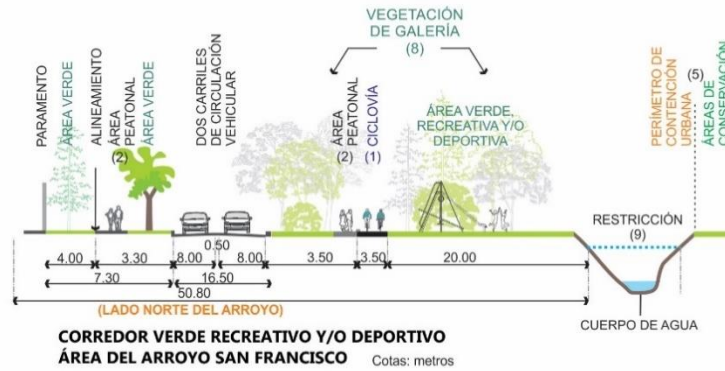 VEGETACIÓN
DE GALERÍA
(8)
PARAMENTO
ÁREA VERDE
ALINEAMIENTO
ÁREA
PEATONAL
(2)
ÁREA VERDE
DOS CARRILES
DE CIRCULACIÓN
VEHICULAR
ÁREA
PEATONAL
(2)
CICLOVIA
(1)
ÁREA VERDE,
RECREATIVA Y/O
DEPORTIVA
PERÍMETRO DE
CONTENCIÓN
URBANA
(5)
ÁREAS DE
CONSERVACIÓN
RESTRICCIÓN
(9)
0.50
4.00 3.30 8.00 8.00 3.50 3.50 20.00
7.30 16.50
50.80
(LADO NORTE DEL ARROYO)
CUERPO DE AGUA
CORREDOR VERDE RECREATIVO Y/O DEPORTIVO
ÁREA DEL ARROYO SAN FRANCISCO Cotas: metros